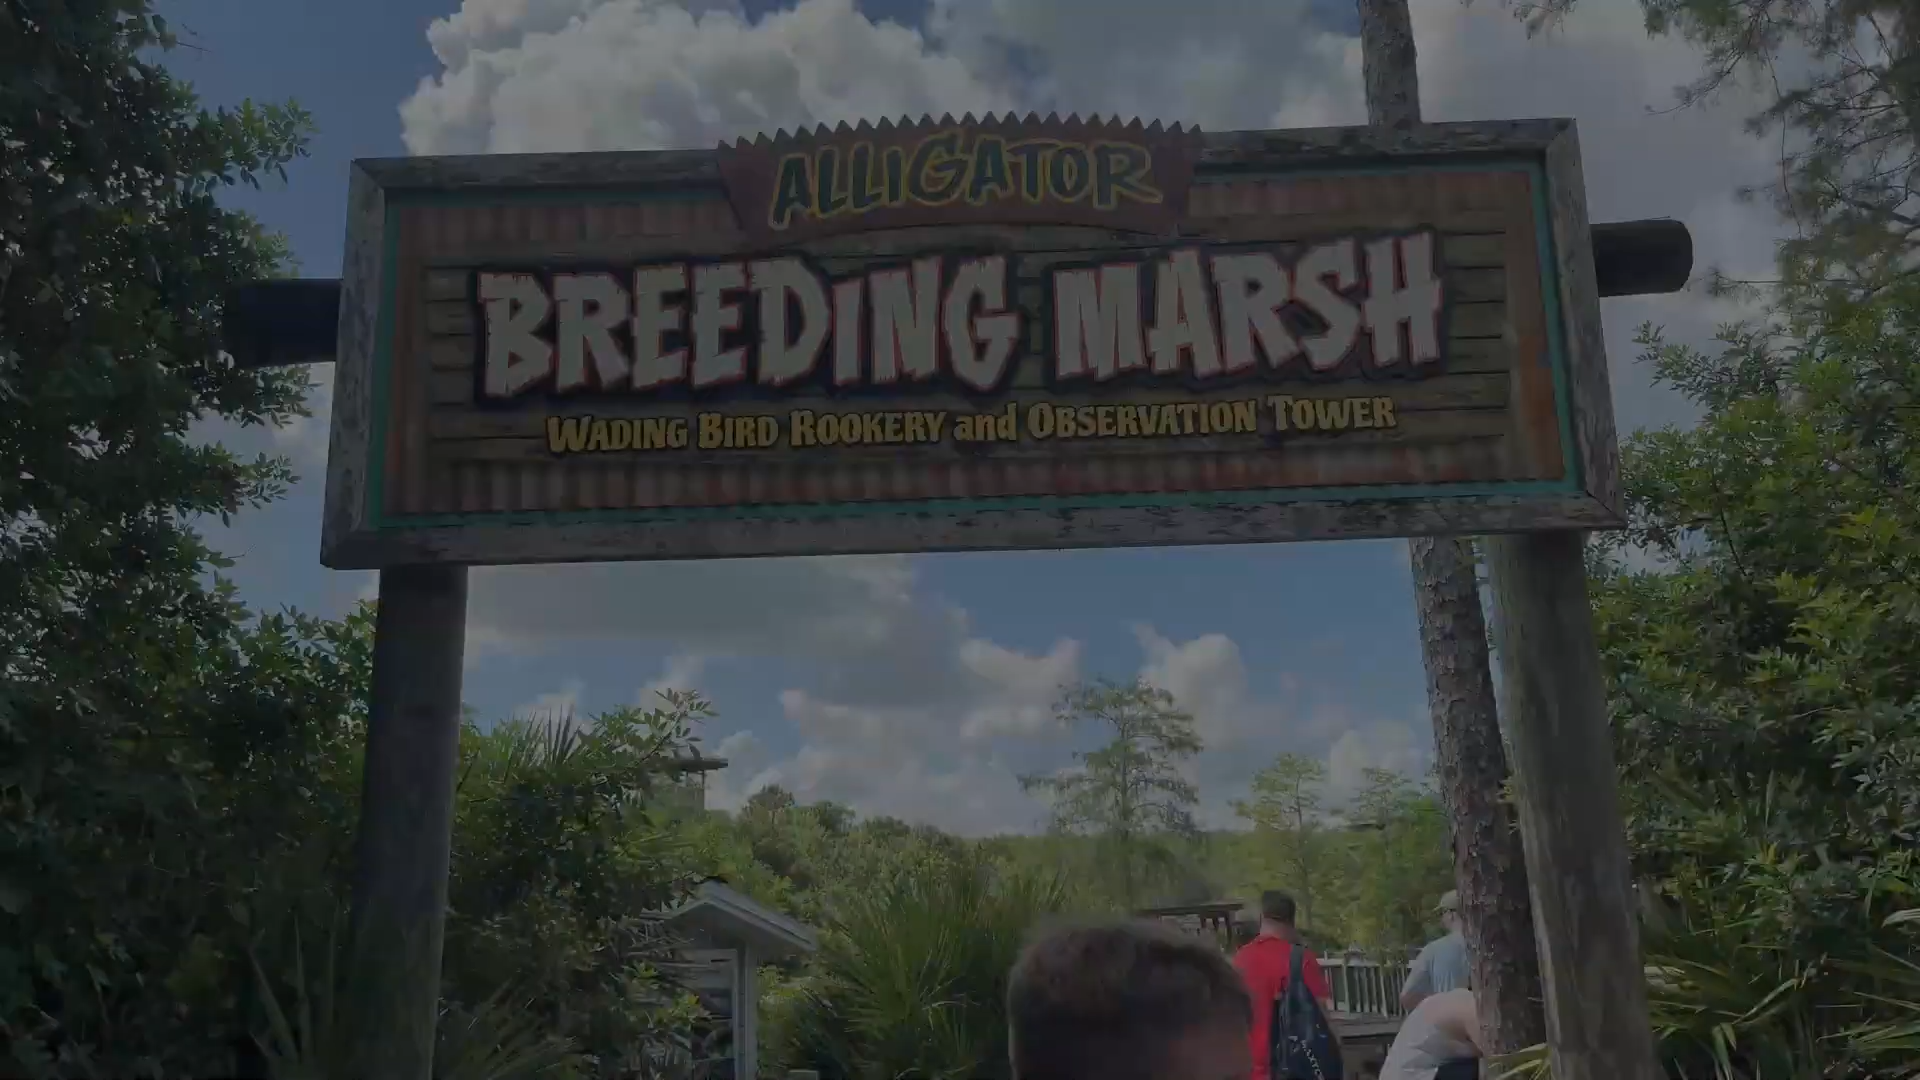 ALLIGATOR
BREEDING MARSH
WADING BIRD ROOKERY and OBSERVATION TOWER